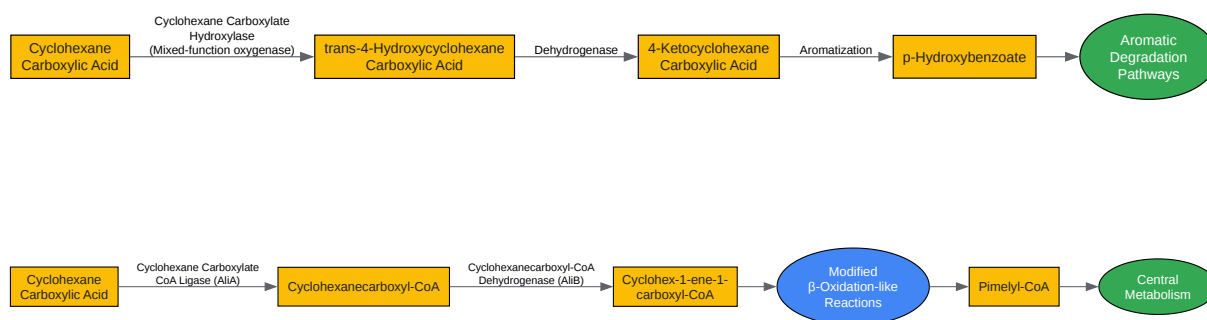 Cyclohexane Carboxylate
Hydroxylase
(Mixed-function oxygenase)
Cyclohexane
Carboxylic Acid
trans-4-Hydroxycyclohexane
Carboxylic Acid
Dehydrogenase
4-Ketocyclohexane
Carboxylic Acid
Aromatization
p-Hydroxybenzoate
Aromatic
Degradation
Pathways
Cyclohexane
Carboxylic Acid
Cyclohexane Carboxylate
CoA Ligase (AliA)
Cyclohexanecarboxyl-CoA
Cyclohexanecarboxyl-CoA
Dehydrogenase (AliB)
Cyclohex-1-ene-1-
carboxyl-CoA
Modified
β-Oxidation-like
Reactions
Pimelyl-CoA
Central
Metabolism